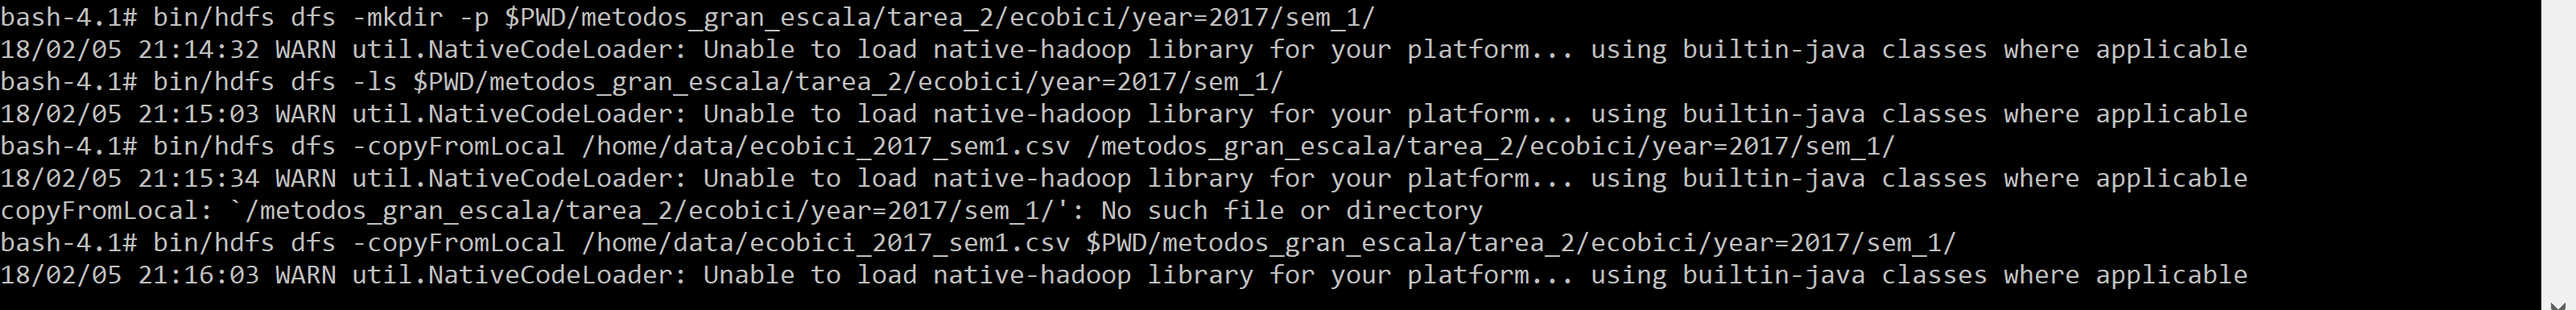 bash-4.1# bin/hdfs dfs -mkdir -p $PWD/metodos_gran_escala/tarea_2/ecobici/year=2017/sem_1/
18/02/05 21:14:32 WARN util.NativeCodeLoader: Unable to load native-hadoop library for your platform... using builtin-java classes where applicable
bash-4.1# bin/hdfs dfs -ls $PWD/metodos_gran_escala/tarea_2/ecobici/year=2017/sem_1/
18/02/05 21:15:03 WARN util.NativeCodeLoader: Unable to load native-hadoop library for your platform... using builtin-java classes where applicable
bash-4.1# bin/hdfs dfs -copyFromLocal /home/data/ecobici_2017_sem1.csv /metodos_gran_escala/tarea_2/ecobici/year=2017/sem_1/
18/02/05 21:15:34 WARN util.NativeCodeLoader: Unable to load native-hadoop library for your platform... using builtin-java classes where applicable
copyFromLocal: `/metodos_gran_escala/tarea_2/ecobici/year=2017/sem_1/': No such file or directory
bash-4.1# bin/hdfs dfs -copyFromLocal /home/data/ecobici_2017_sem1.csv $PWD/metodos_gran_escala/tarea_2/ecobici/year=2017/sem_1/
18/02/05 21:16:03 WARN util.NativeCodeLoader: Unable to load native-hadoop library for your platform... using builtin-java classes where applicable